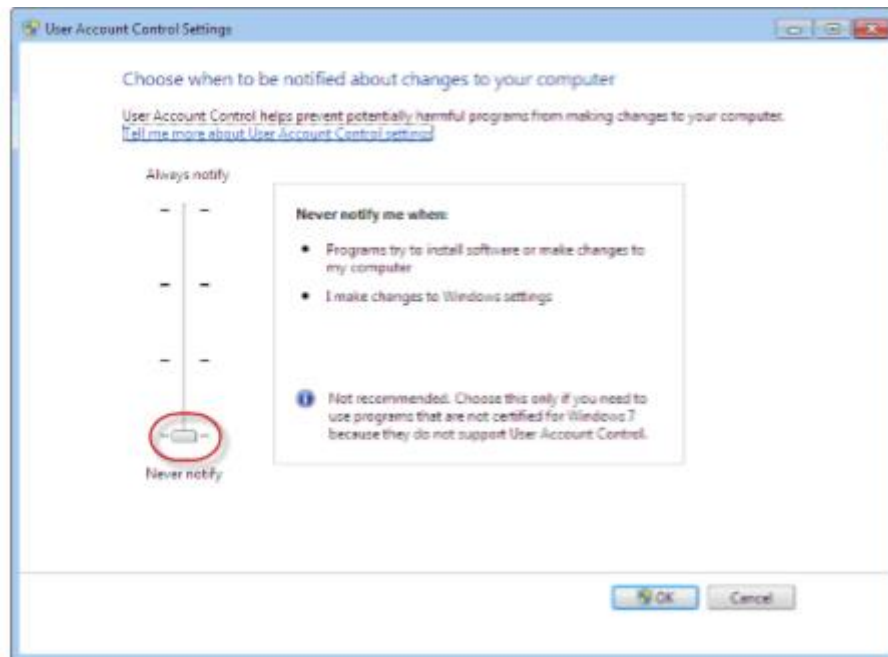 User Account Control Settings
Choose when to be notified about changes to your computer
User Account Control helps prevent potentially harmful programs from making changes to your computer.
Tell me more about User Account Control settings
Always notify
Never notify me when:
• Programs try to install software or make changes to
my computer
• I make changes to Windows settings
Not recommended. Choose this only if you need to
use programs that are not certified for Windows 7
because they do not support User Account Control.
Never notify
OK
Cancel